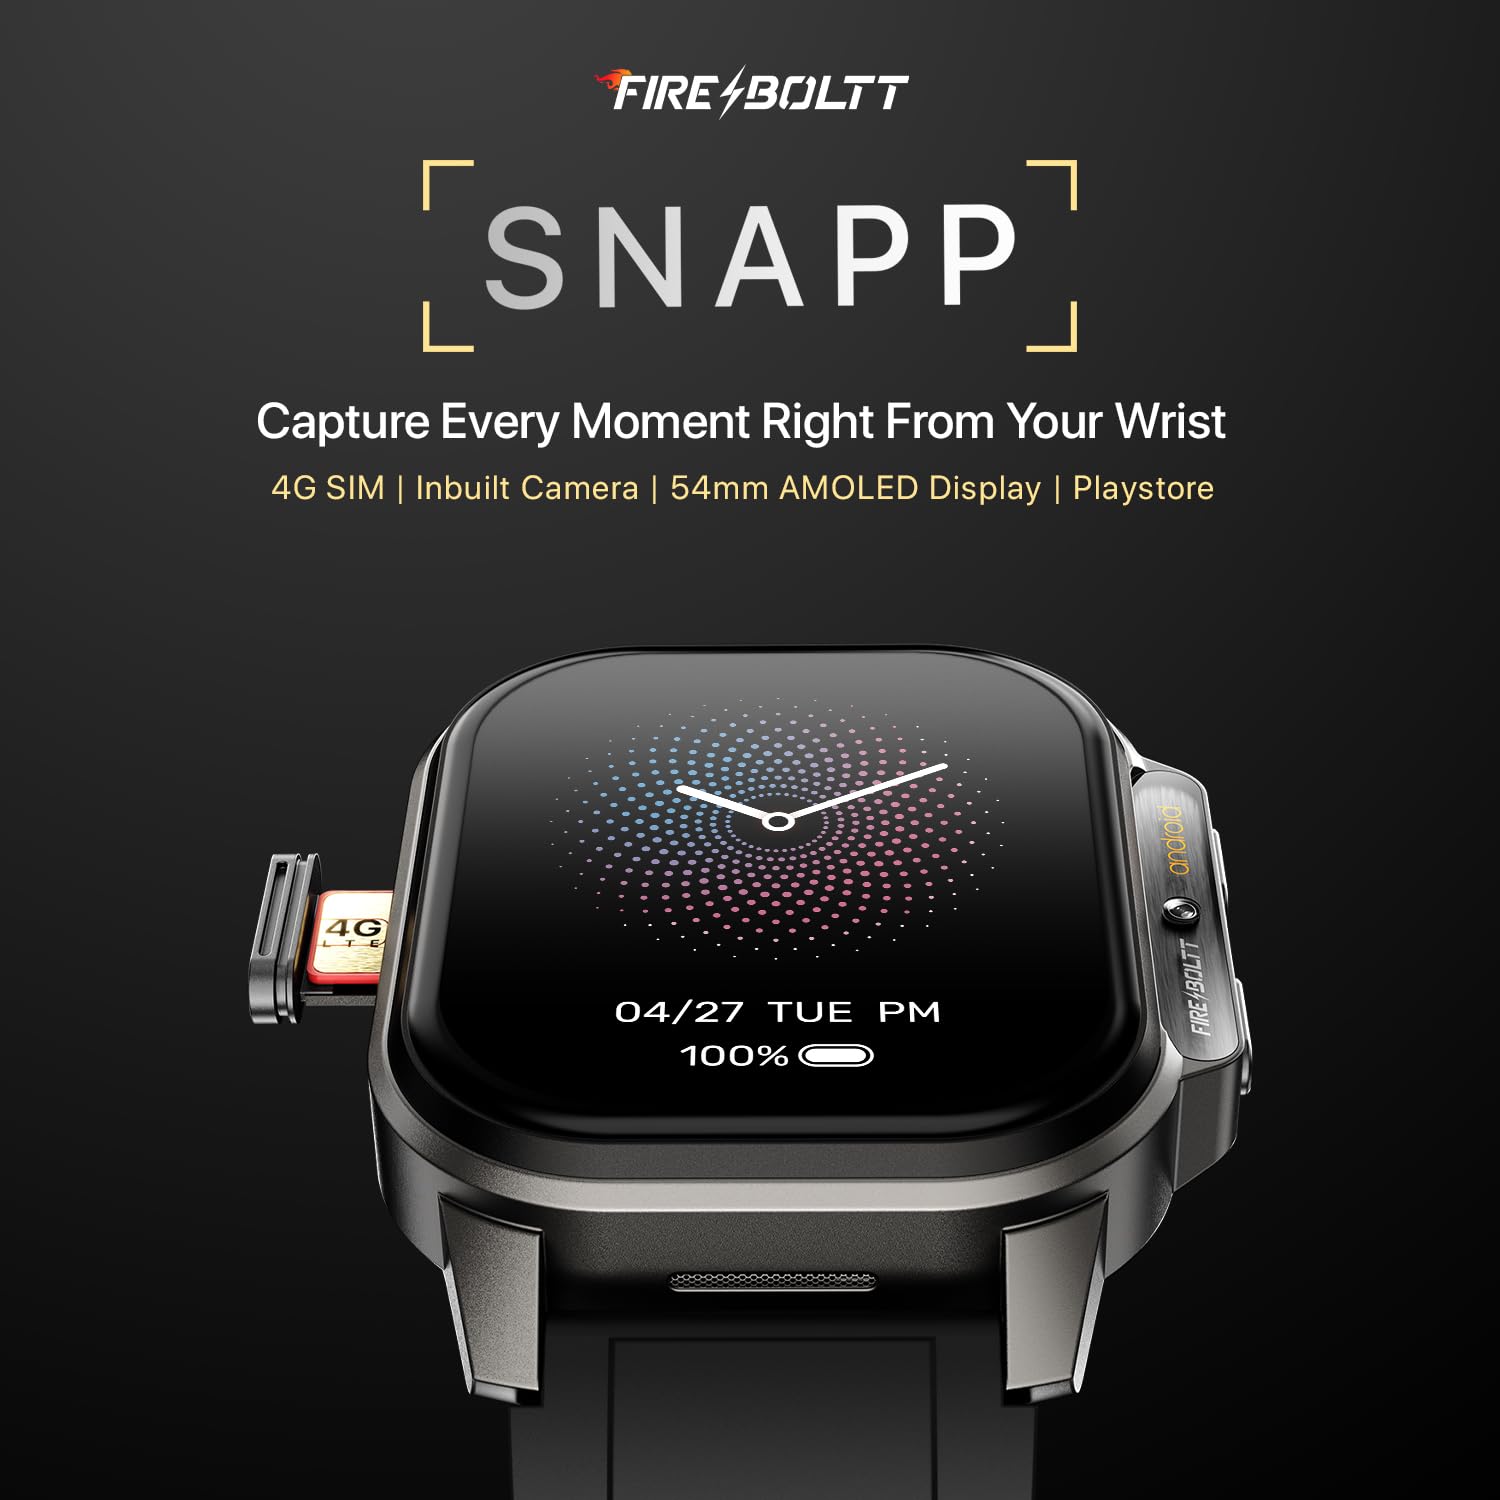 FIRE BOLTT
SNAPP
Capture Every Moment Right From Your Wrist
4G SIM | Inbuilt Camera | 54mm AMOLED Display | Playstore
android
4G
LTE
FIRE BOLTT
04/27 TUE PM
100%